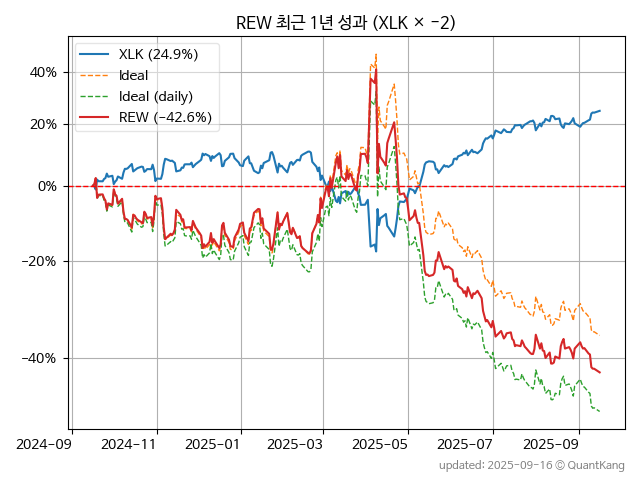 REW 최근 1년 성과 (XLK × −2)
XLK (24.9%)
Ideal
Ideal (daily)
REW (−42.6%)
40%
20%
0%
−20%
−40%
2024-09
2024-11
2025-01
2025-03
2025-05
2025-07
2025-09
updated: 2025-09-16 © QuantKang